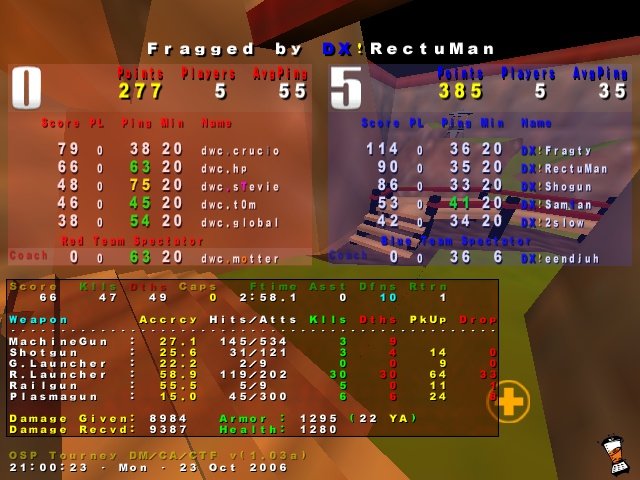 Fragged by DX!RectuMan
0 Points Players AvgPing 5 Points Players AvgPing
277 5 55 385 5 35
Score PL Ping Min Name Score PL Ping Min Name
79 0 38 20 dwc.crucio 114 0 36 20 DX!Fragty
66 0 63 20 dwc.hp 90 0 35 20 DX!RectuMan
48 0 75 20 dwc.sTevie 86 0 33 20 DX!Shogun
46 0 45 20 dwc.t0m 53 0 41 20
38 0 54 20 dwc.global 42 0 34 20 DX!2slow
Red Team Spectator Blue Team Spectator
Coach 0 0 63 20 dwc.motter Coach 0 0 36 6 DX!eendiuh
Score Klls Dths Caps Ftime Asst Dfns Rtrn
66 47 49 0 2:58.1 0 10 1
Weapon Accrcy Hits/Atts Klls Dths PkUp Drop
MachineGun : 27.1 145/534 3 9
Shotgun : 25.6 31/121 3 4 14 0
G.Launcher : 22.2 2/9 0 0 9 0
R.Launcher : 58.9 119/202 30 30 64 33
Railgun : 55.5 5/9 5 0 11 1
Plasmagun : 15.0 45/300 6 6 24
Damage Given: 8984 Armor : 1295 (22 YA)
Damage Recvd: 9387 Health: 1280
OSP Tourney DM/CA/CTF v(1.03a)
21:00:23 - Mon - 23 Oct 2006